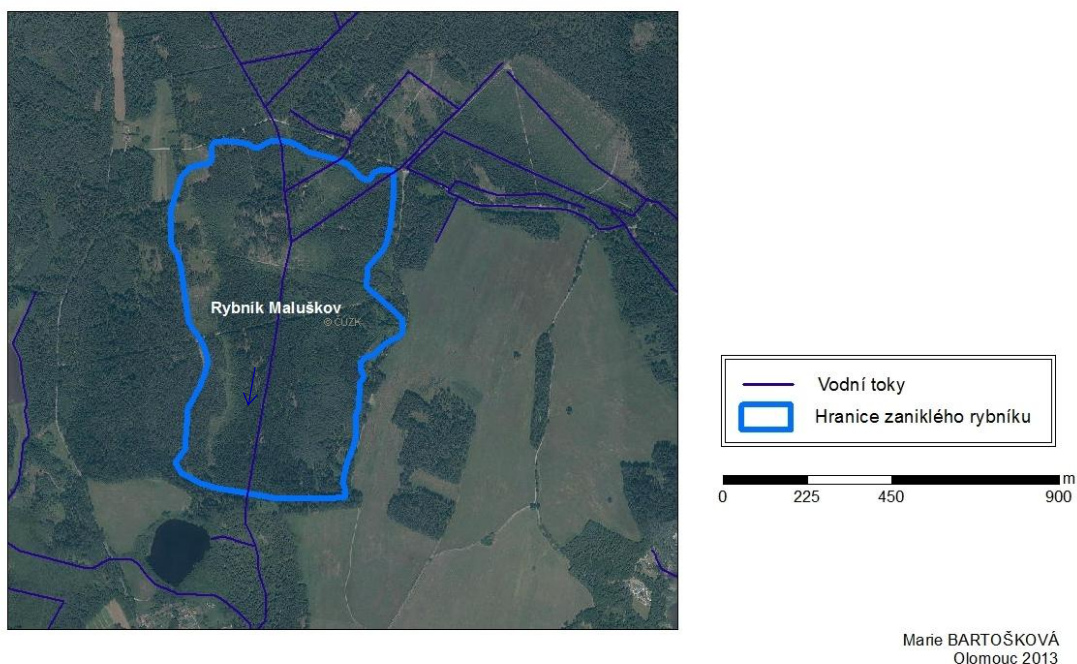 Rybník Maluškov
© ČÚZK
Vodní toky
Hranice zaniklého rybníku
m
0 225 450 900
Marie BARTOŠKOVÁ
Olomouc 2013